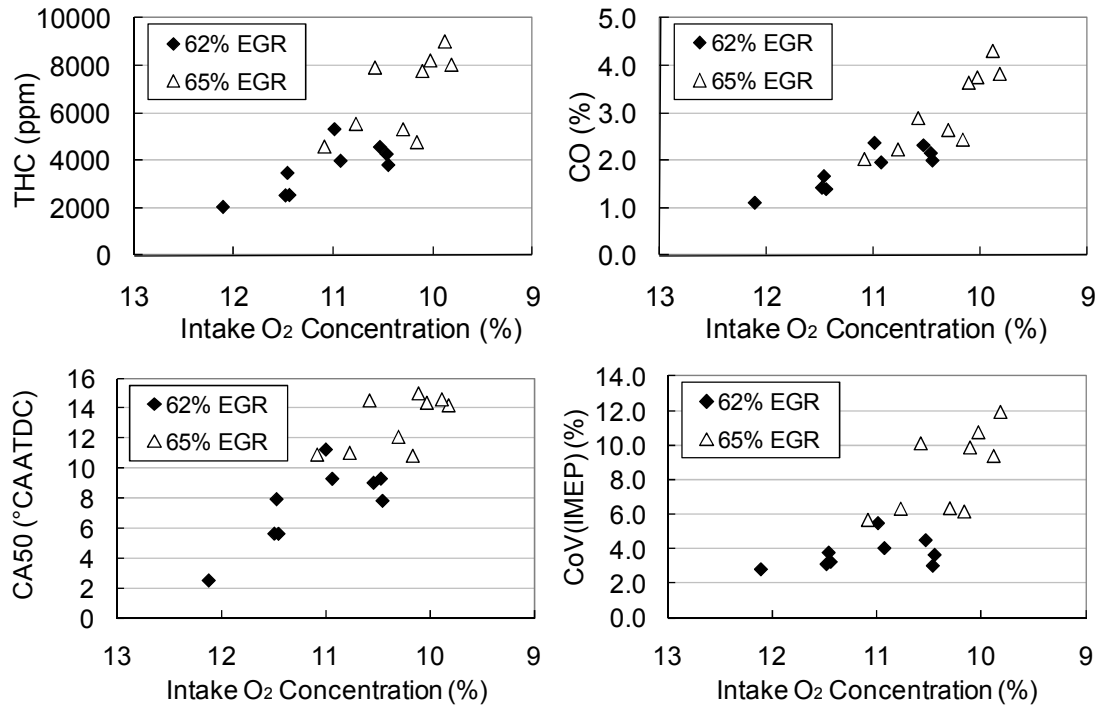 10000
8000
6000
4000
2000
0
THC (ppm)
62% EGR
65% EGR
13 12 11 10 9
Intake O2 Concentration (%)
5.0
4.0
3.0
2.0
1.0
0.0
CO (%)
62% EGR
65% EGR
13 12 11 10 9
Intake O2 Concentration (%)
16
14
12
10
8
6
4
2
0
CA50 (°CAATDC)
62% EGR
65% EGR
13 12 11 10 9
Intake O2 Concentration (%)
14.0
12.0
10.0
8.0
6.0
4.0
2.0
0.0
CoV(IMEP) (%)
62% EGR
65% EGR
13 12 11 10 9
Intake O2 Concentration (%)